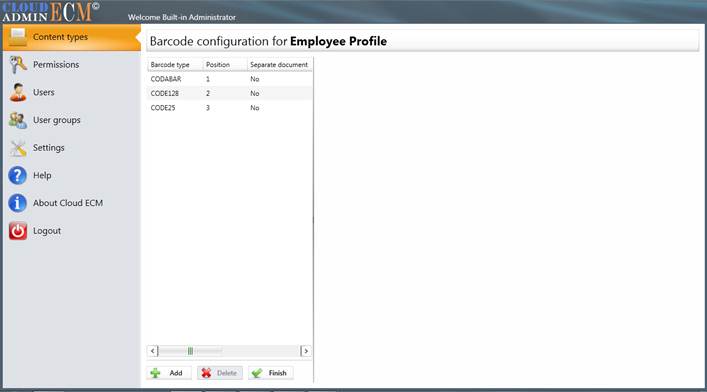 CLOUD
ADMIN ECM©
Welcome Built-in Administrator
Content types
Permissions
Users
User groups
Settings
Help
About Cloud ECM
Logout
Barcode configuration for Employee Profile
Barcode type Position Separate document
CODABAR 1 No
CODE128 2 No
CODE25 3 No
Add Delete Finish